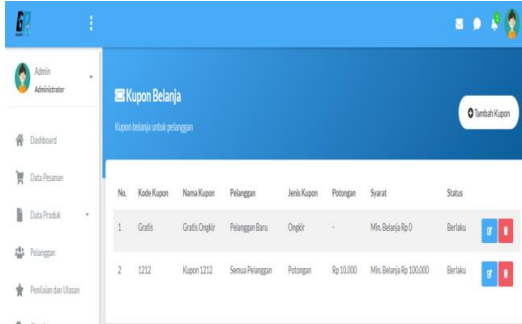 Admin
Administrator
Dashboard
Data Pesanan
Data Produk
Pelanggan
Penilaian dan Ulasan
Kupon Belanja
Kupon belanja untuk pelanggan
Tambah Kupon
No. Kode Kupon Nama Kupon Pelanggan Jenis Kupon Potongan Syarat Status
1 Gratis Gratis Ongkir Pelanggan Baru Ongkir - Min. Belanja Rp 0 Berlaku
2 1212 Kupon 1212 Semua Pelanggan Potongan Rp 10.000 Min. Belanja Rp 100.000 Berlaku